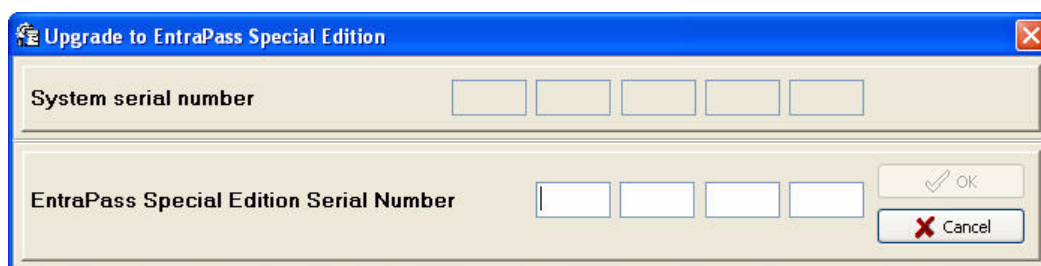 Upgrade to EntraPass Special Edition
System serial number
EntraPass Special Edition Serial Number
OK
Cancel